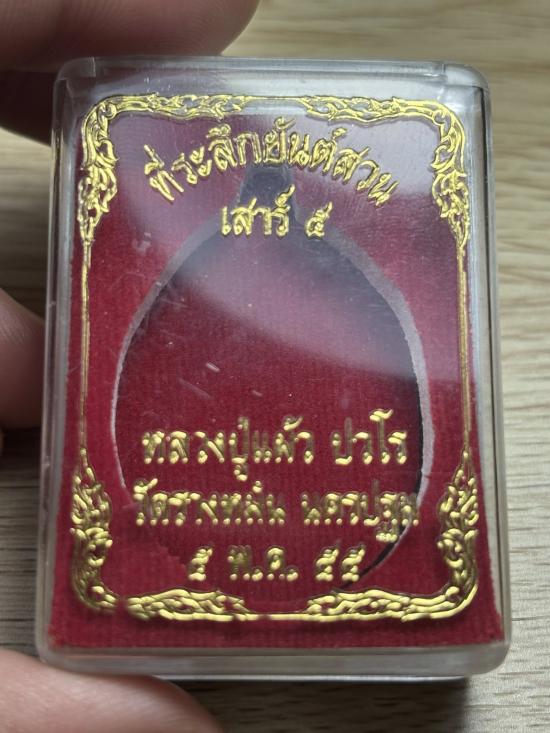 ที่ระลึกยันต์สวน
เสาร์ ๕
หลวงปู่แผ้ว ปวโร
วัดรางหมัน นครปฐม
๕ พ.ค. ๕๕